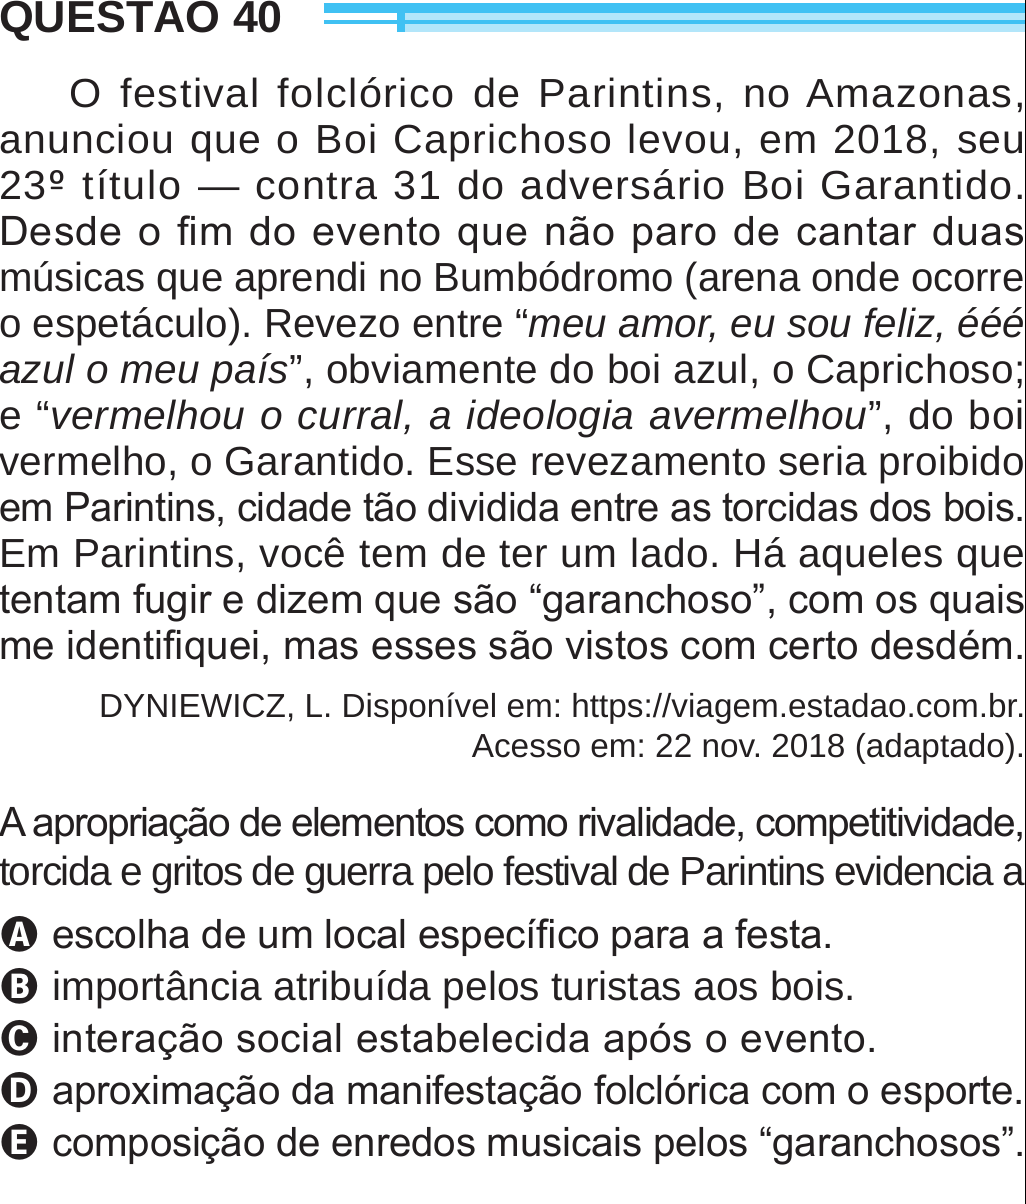 QUESTÃO 40
O festival folclórico de Parintins, no Amazonas,
anunciou que o Boi Caprichoso levou, em 2018, seu
23º título — contra 31 do adversário Boi Garantido.
Desde o fim do evento que não paro de cantar duas
músicas que aprendi no Bumbódromo (arena onde ocorre
o espetáculo). Revezo entre “meu amor, eu sou feliz, ééé
azul o meu país”, obviamente do boi azul, o Caprichoso;
e “vermelhou o curral, a ideologia avermelhou”, do boi
vermelho, o Garantido. Esse revezamento seria proibido
em Parintins, cidade tão dividida entre as torcidas dos bois.
Em Parintins, você tem de ter um lado. Há aqueles que
tentam fugir e dizem que são “garanchoso”, com os quais
me identifiquei, mas esses são vistos com certo desdém.
DYNIEWICZ, L. Disponível em: https://viagem.estadao.com.br.
Acesso em: 22 nov. 2018 (adaptado).
A apropriação de elementos como rivalidade, competitividade,
torcida e gritos de guerra pelo festival de Parintins evidencia a
A escolha de um local específico para a festa.
B importância atribuída pelos turistas aos bois.
C interação social estabelecida após o evento.
D aproximação da manifestação folclórica com o esporte.
E composição de enredos musicais pelos “garanchosos”.